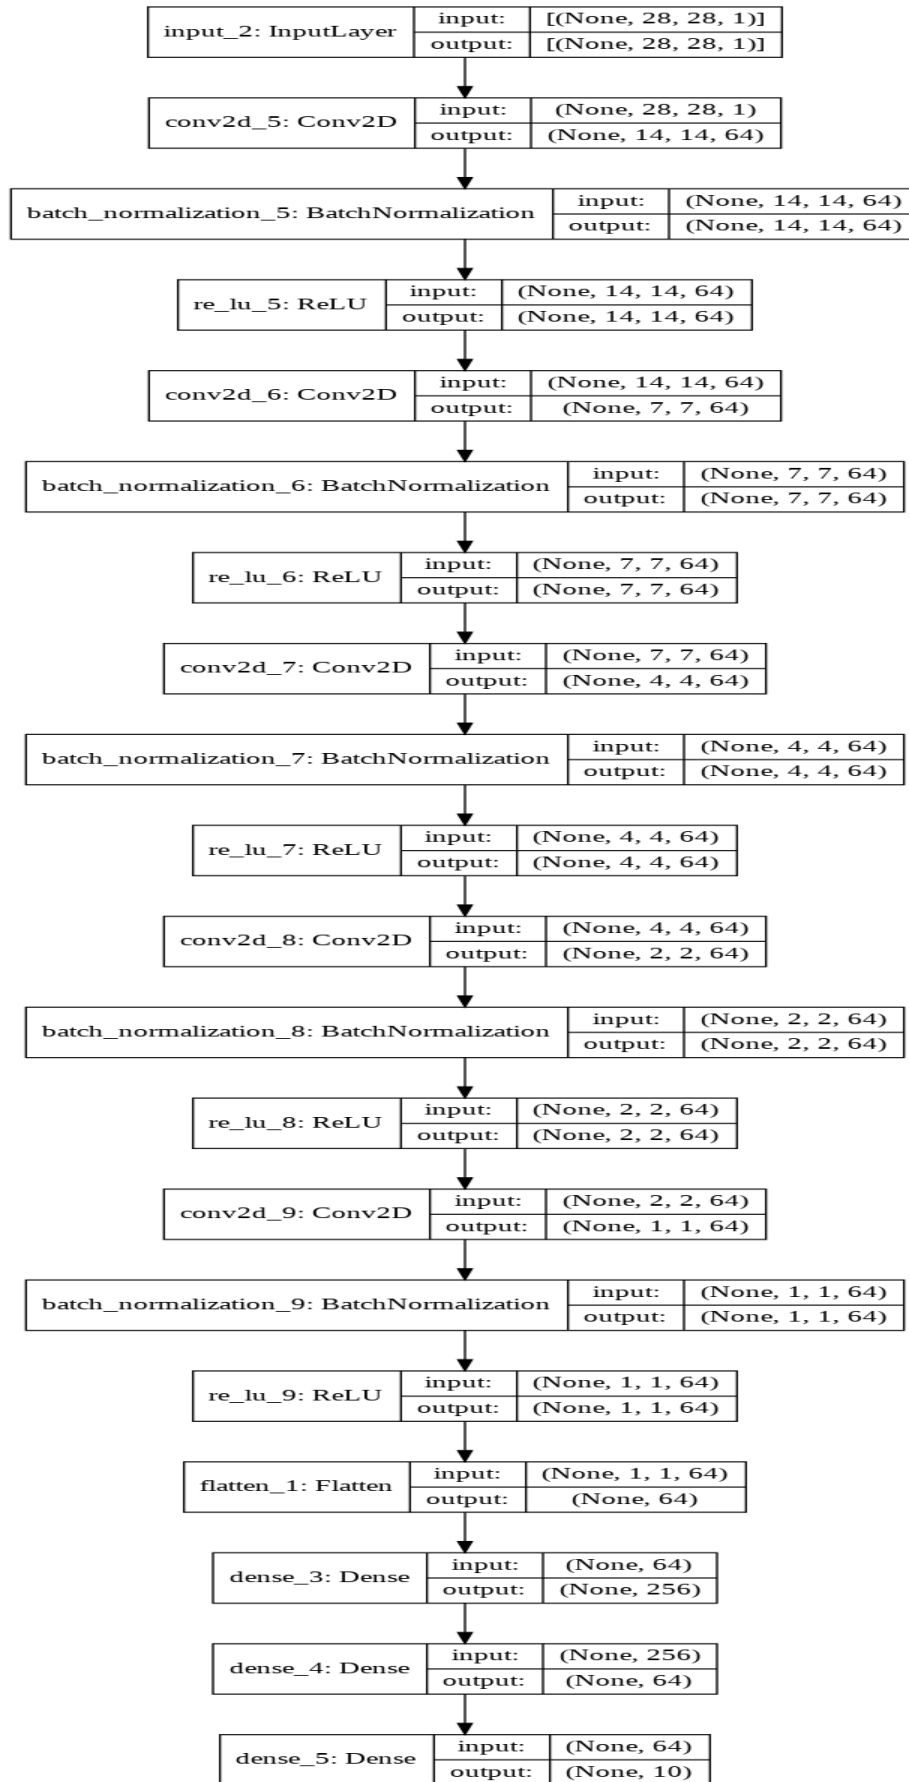 input_2: InputLayer
input: [(None, 28, 28, 1)]
output: [(None, 28, 28, 1)]
conv2d_5: Conv2D
input: (None, 28, 28, 1)
output: (None, 14, 14, 64)
batch_normalization_5: BatchNormalization
input: (None, 14, 14, 64)
output: (None, 14, 14, 64)
re_lu_5: ReLU
input: (None, 14, 14, 64)
output: (None, 14, 14, 64)
conv2d_6: Conv2D
input: (None, 14, 14, 64)
output: (None, 7, 7, 64)
batch_normalization_6: BatchNormalization
input: (None, 7, 7, 64)
output: (None, 7, 7, 64)
re_lu_6: ReLU
input: (None, 7, 7, 64)
output: (None, 7, 7, 64)
conv2d_7: Conv2D
input: (None, 7, 7, 64)
output: (None, 4, 4, 64)
batch_normalization_7: BatchNormalization
input: (None, 4, 4, 64)
output: (None, 4, 4, 64)
re_lu_7: ReLU
input: (None, 4, 4, 64)
output: (None, 4, 4, 64)
conv2d_8: Conv2D
input: (None, 4, 4, 64)
output: (None, 2, 2, 64)
batch_normalization_8: BatchNormalization
input: (None, 2, 2, 64)
output: (None, 2, 2, 64)
re_lu_8: ReLU
input: (None, 2, 2, 64)
output: (None, 2, 2, 64)
conv2d_9: Conv2D
input: (None, 2, 2, 64)
output: (None, 1, 1, 64)
batch_normalization_9: BatchNormalization
input: (None, 1, 1, 64)
output: (None, 1, 1, 64)
re_lu_9: ReLU
input: (None, 1, 1, 64)
output: (None, 1, 1, 64)
flatten_1: Flatten
input: (None, 1, 1, 64)
output: (None, 64)
dense_3: Dense
input: (None, 64)
output: (None, 256)
dense_4: Dense
input: (None, 256)
output: (None, 64)
dense_5: Dense
input: (None, 64)
output: (None, 10)